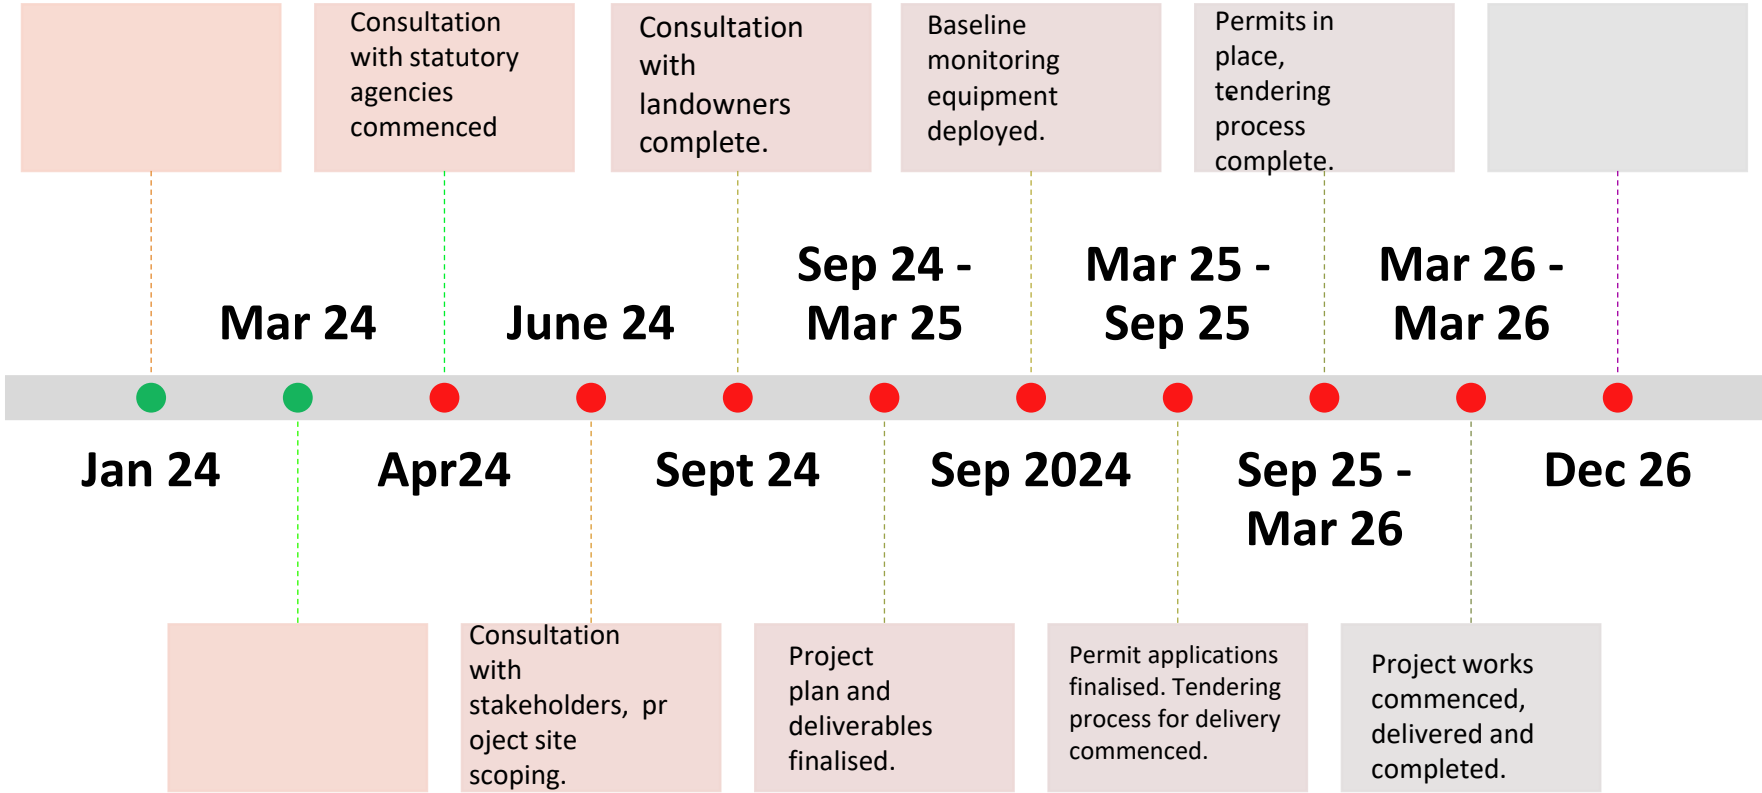 Consultation
with statutory
agencies
commenced
Consultation
with
landowners
complete.
Baseline
monitoring
equipment
deployed.
Permits in
place,
tendering
process
complete.
Mar 24
June 24
Sep 24 -
Mar 25
Mar 25 -
Sep 25
Mar 26 -
Mar 26
Jan 24
Apr24
Sept 24
Sep 2024
Sep 25 -
Mar 26
Dec 26
Consultation
with
stakeholders,  pr
oject site
scoping.
Project
plan and
deliverables
finalised.
Permit applications
finalised. Tendering
process for delivery
commenced.
Project works
commenced,
delivered and
completed.